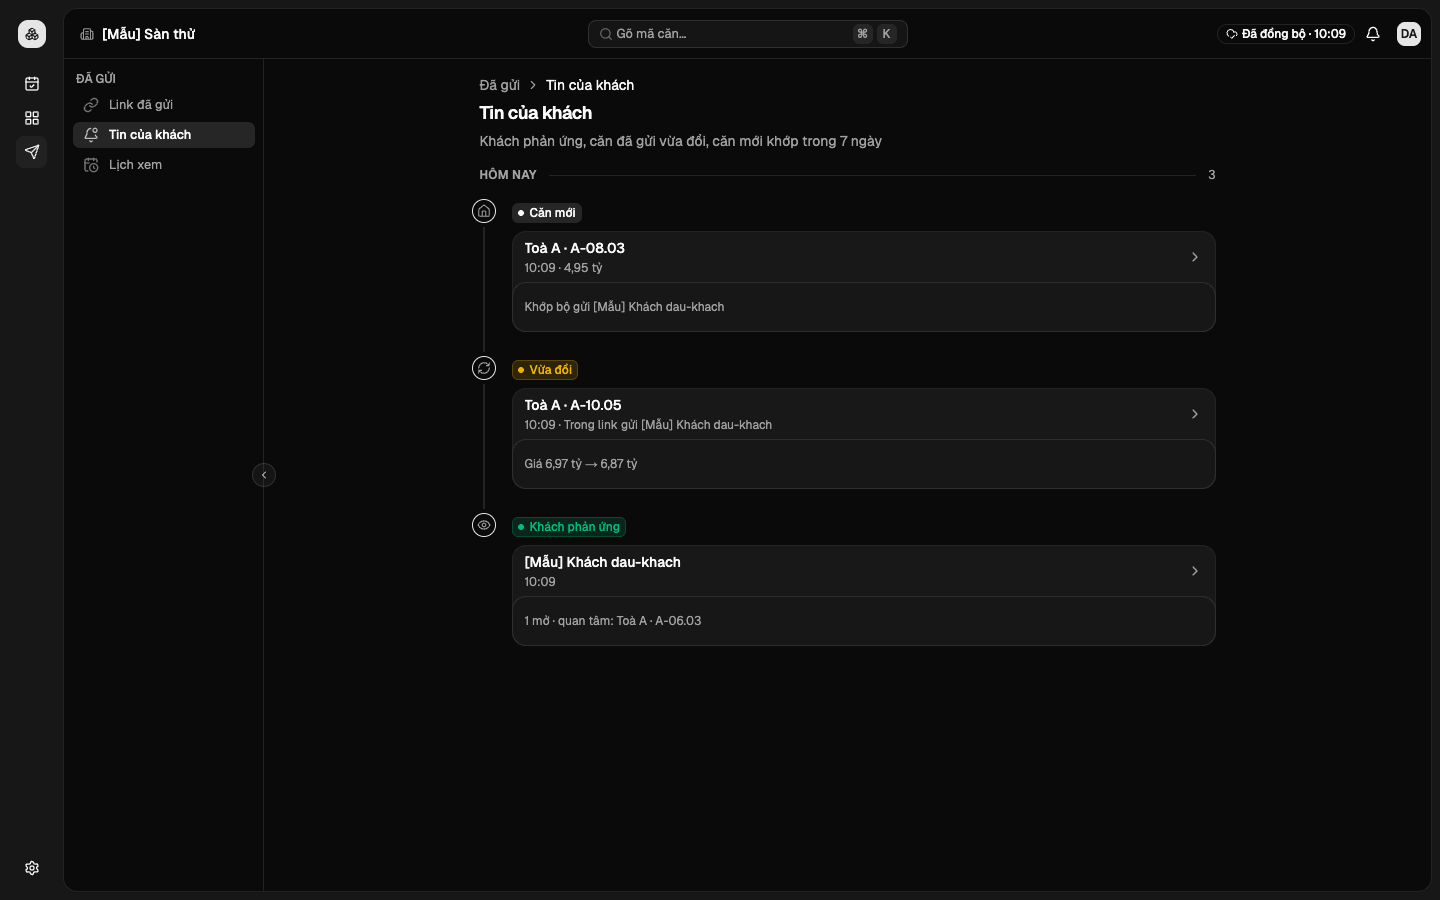 [Mẫu] Sàn thử
Gõ mã căn...
⌘ K
Đã đồng bộ · 10:09
DA
ĐÃ GỬI
Link đã gửi
Tin của khách
Lịch xem
Đã gửi > Tin của khách
Tin của khách
Khách phản ứng, căn đã gửi vừa đổi, căn mới khớp trong 7 ngày
HÔM NAY 3
Căn mới
Toà A · A-08.03
10:09 · 4,95 tỷ
Khớp bộ gửi [Mẫu] Khách dau-khach
Vừa đổi
Toà A · A-10.05
10:09 · Trong link gửi [Mẫu] Khách dau-khach
Giá 6,97 tỷ → 6,87 tỷ
Khách phản ứng
[Mẫu] Khách dau-khach
10:09
1 mở · quan tâm: Toà A · A-06.03